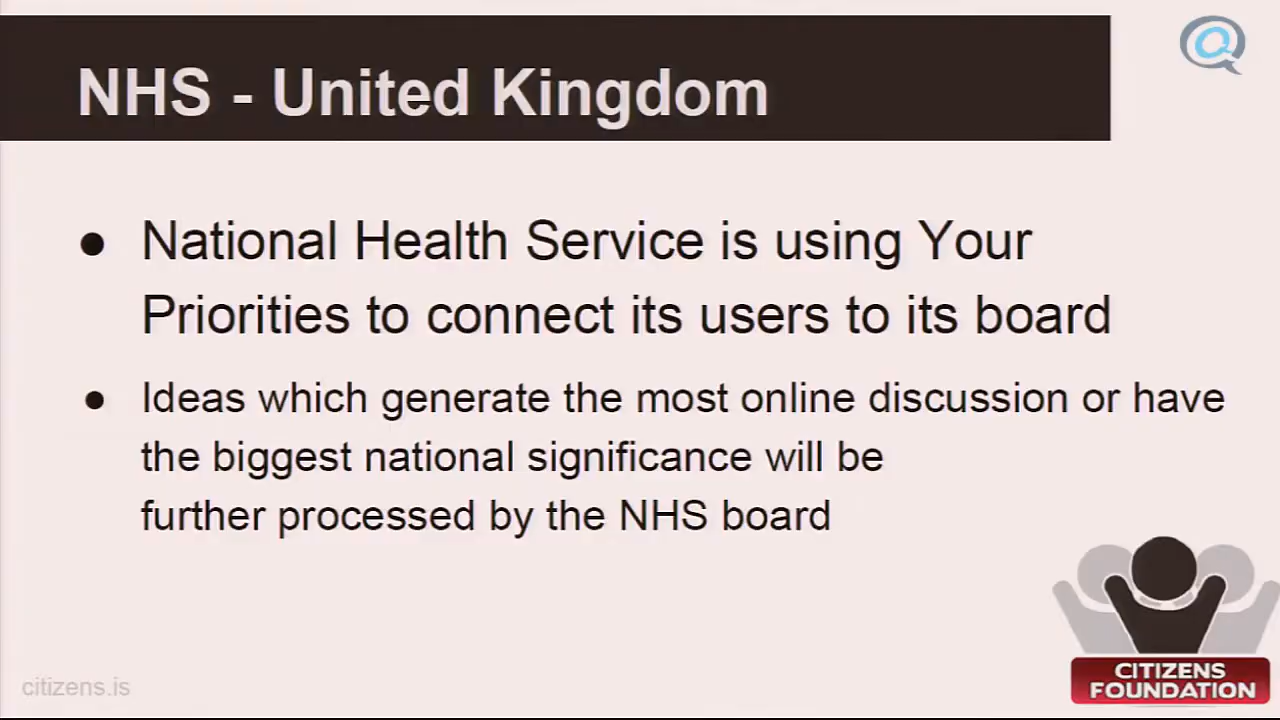 NHS - United Kingdom
● National Health Service is using Your
Priorities to connect its users to its board
● Ideas which generate the most online discussion or have
the biggest national significance will be
further processed by the NHS board
citizens.is
CITIZENS
FOUNDATION